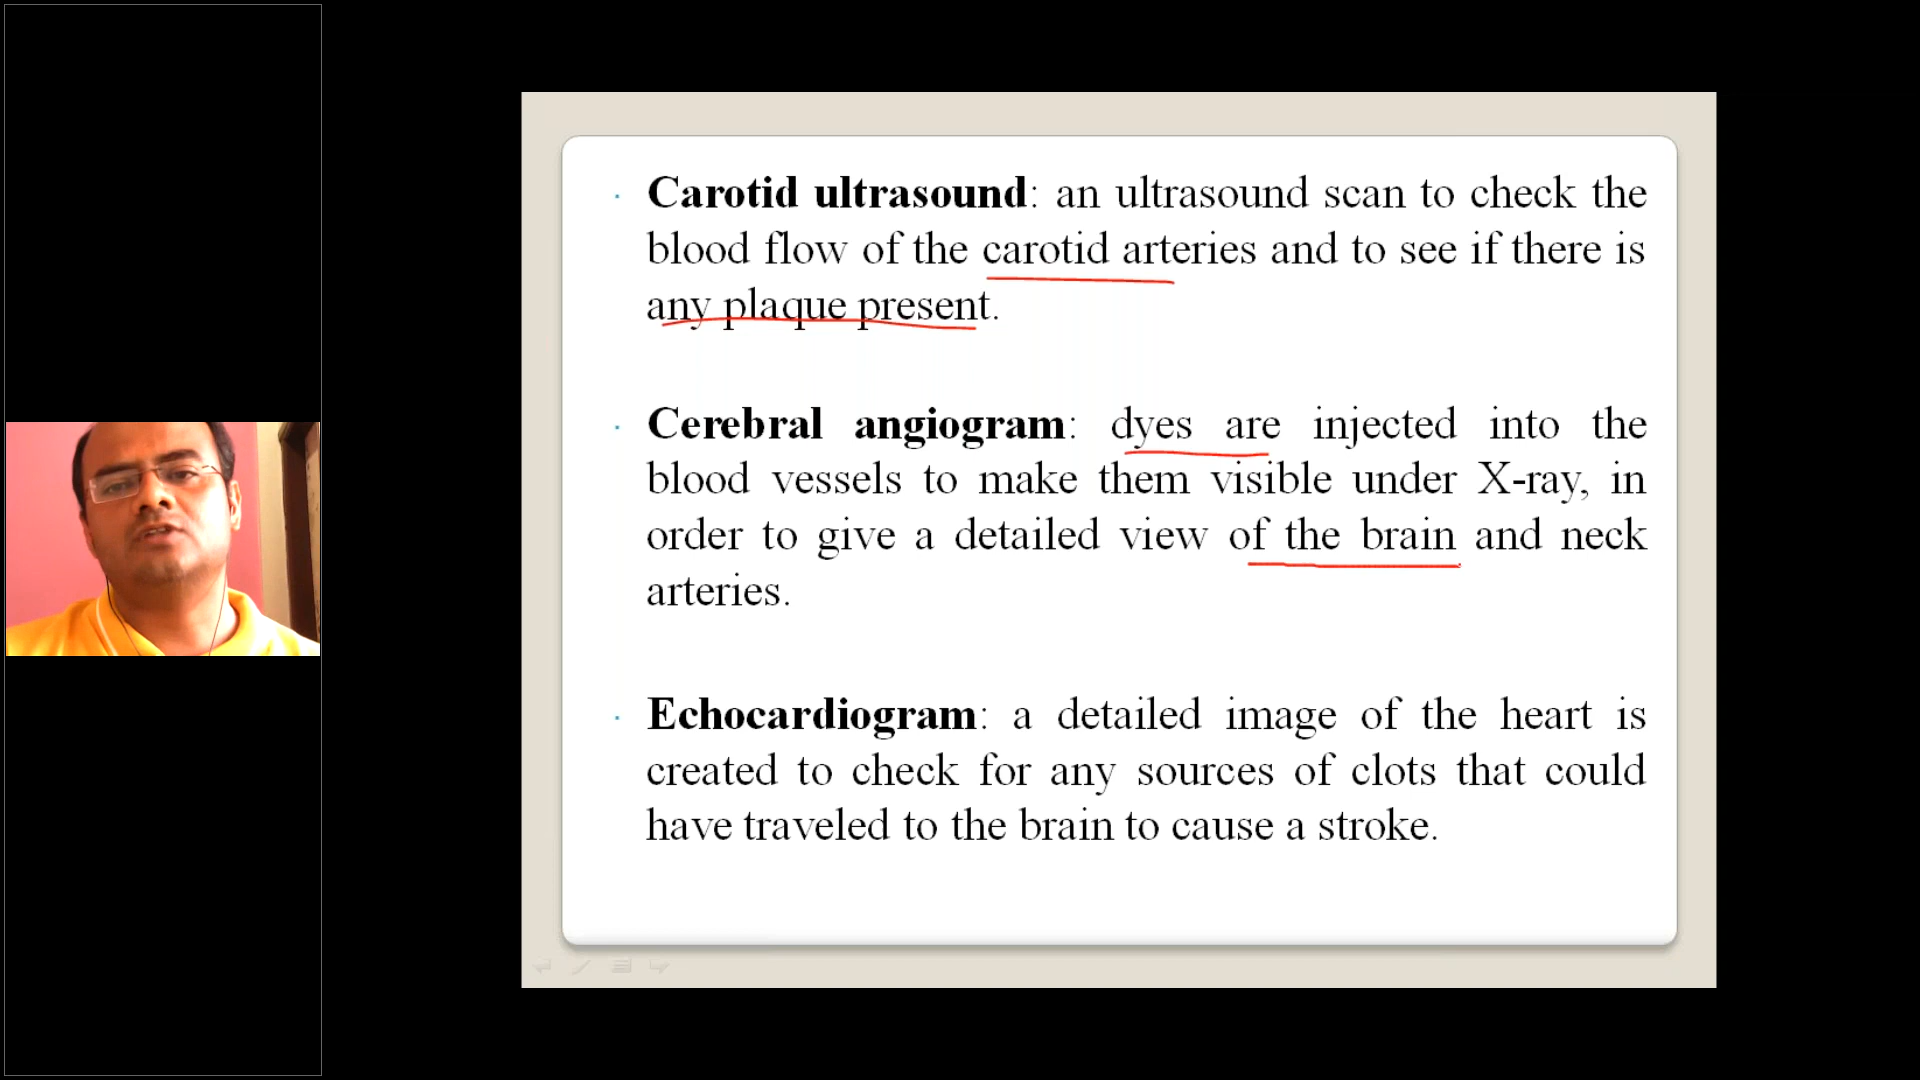 Carotid ultrasound: an ultrasound scan to check the
blood flow of the carotid arteries and to see if there is
any plaque present.
Cerebral angiogram: dyes are injected into the
blood vessels to make them visible under X-ray, in
order to give a detailed view of the brain and neck
arteries.
Echocardiogram: a detailed image of the heart is
created to check for any sources of clots that could
have traveled to the brain to cause a stroke.